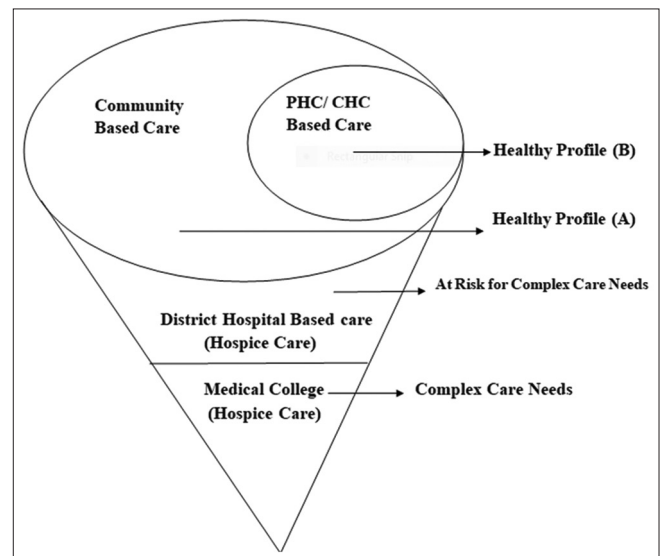 Community
Based Care
PHC/ CHC
Based Care
Healthy Profile (B)
Healthy Profile (A)
At Risk for Complex Care Needs
District Hospital Based care
(Hospice Care)
Medical College
(Hospice Care)
Complex Care Needs